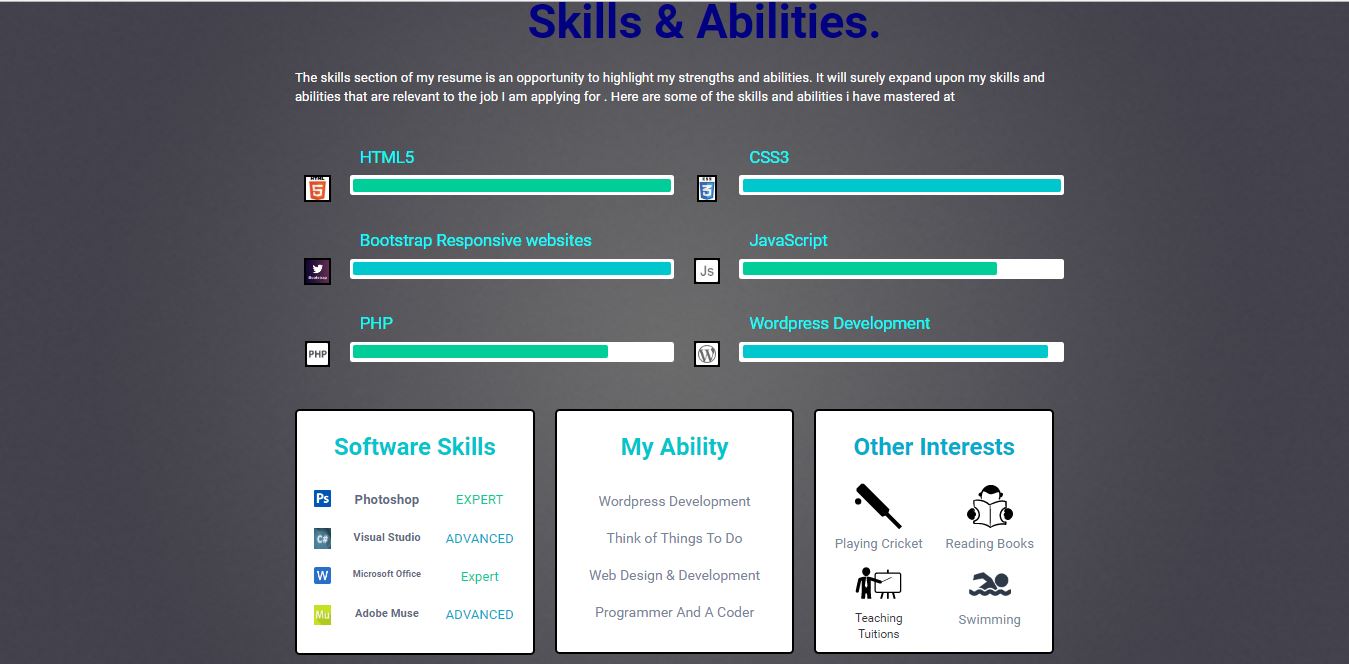 Skills & Abilities.
The skills section of my resume is an opportunity to highlight my strengths and abilities. It will surely expand upon my skills and
abilities that are relevant to the job I am applying for . Here are some of the skills and abilities i have mastered at
HTML5
CSS3
HTML
5
CSS
3
Bootstrap Responsive websites
JavaScript
Bootstrap
Js
PHP
Wordpress Development
PHP
W
Software Skills
Ps Photoshop EXPERT
C# Visual Studio ADVANCED
W Microsoft Office Expert
Mu Adobe Muse ADVANCED
My Ability
Wordpress Development
Think of Things To Do
Web Design & Development
Programmer And A Coder
Other Interests
Playing Cricket
Reading Books
Teaching
Tuitions
Swimming